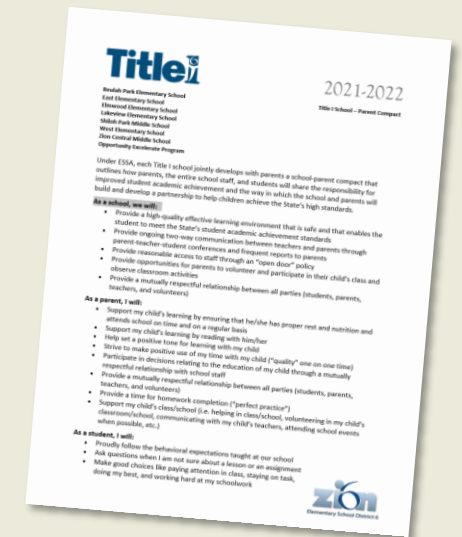 Title I
2021-2022
Title I School – Parent Compact
Beulah Park Elementary School
East Elementary School
Elmwood Elementary School
Lakeview Elementary School
Shiloh Park Middle School
West Elementary School
Zion Central Middle School
Opportunity Excelerate Program
Under ESSA, each Title I school jointly develops with parents a school-parent compact that
outlines how parents, the entire school staff, and students will share the responsibility for
improved student academic achievement and the way in which the school and parents will
build and develop a partnership to help children achieve the State's high standards.
As a school, we will:
• Provide a high-quality effective learning environment that is safe and that enables the
student to meet the State's student academic achievement standards
• Provide ongoing two-way communication between teachers and parents through
parent-teacher-student conferences and frequent reports to parents
• Provide reasonable access to staff through an "open door" policy
• Provide opportunities for parents to volunteer and participate in their child's class and
observe classroom activities
• Provide a mutually respectful relationship between all parties (students, parents,
teachers, and volunteers)
As a parent, I will:
• Support my child's learning by ensuring that he/she has proper rest and nutrition and
attends school on time and on a regular basis
• Support my child's learning by reading with him/her
• Help set a positive tone for learning with my child
• Strive to make positive use of my time with my child ("quality" one on one time)
• Participate in decisions relating to the education of my child through a mutually
respectful relationship with school staff
• Provide a mutually respectful relationship between all parties (students, parents,
teachers, and volunteers)
• Provide a time for homework completion ("perfect practice")
• Support my child's class/school (i.e. helping in class/school, volunteering in my child's
classroom/school, communicating with my child's teachers, attending school events
when possible, etc.)
As a student, I will:
• Proudly follow the behavioral expectations taught at our school
• Ask questions when I am not sure about a lesson or an assignment
• Make good choices like paying attention in class, staying on task,
doing my best, and working hard at my schoolwork
zion
Elementary School District 6